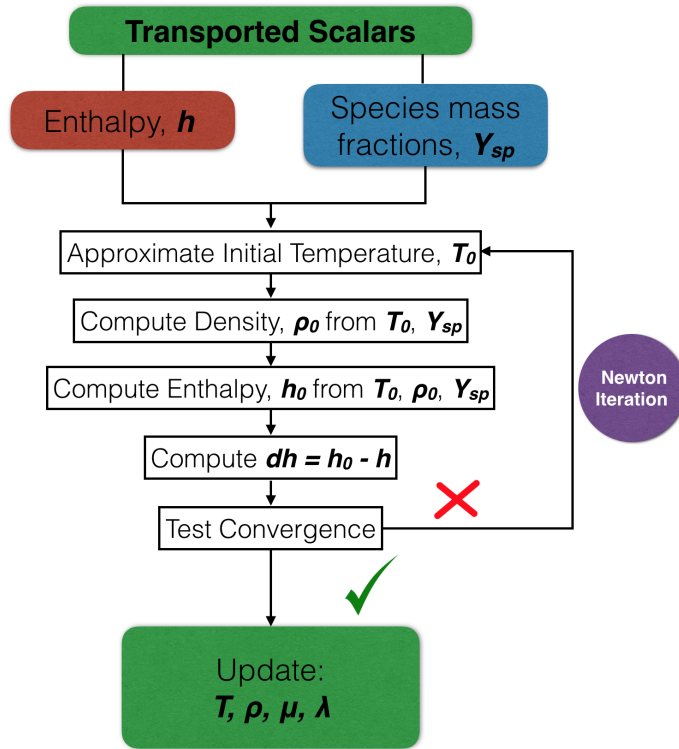 Transported Scalars
Enthalpy, h
Species mass
fractions, Ysp
Approximate Initial Temperature, T0
Compute Density, ρ0 from T0, Ysp
Compute Enthalpy, h0 from T0, ρ0, Ysp
Newton
Iteration
Compute dh = h0 - h
Test Convergence
Update:
T, ρ, μ, λ